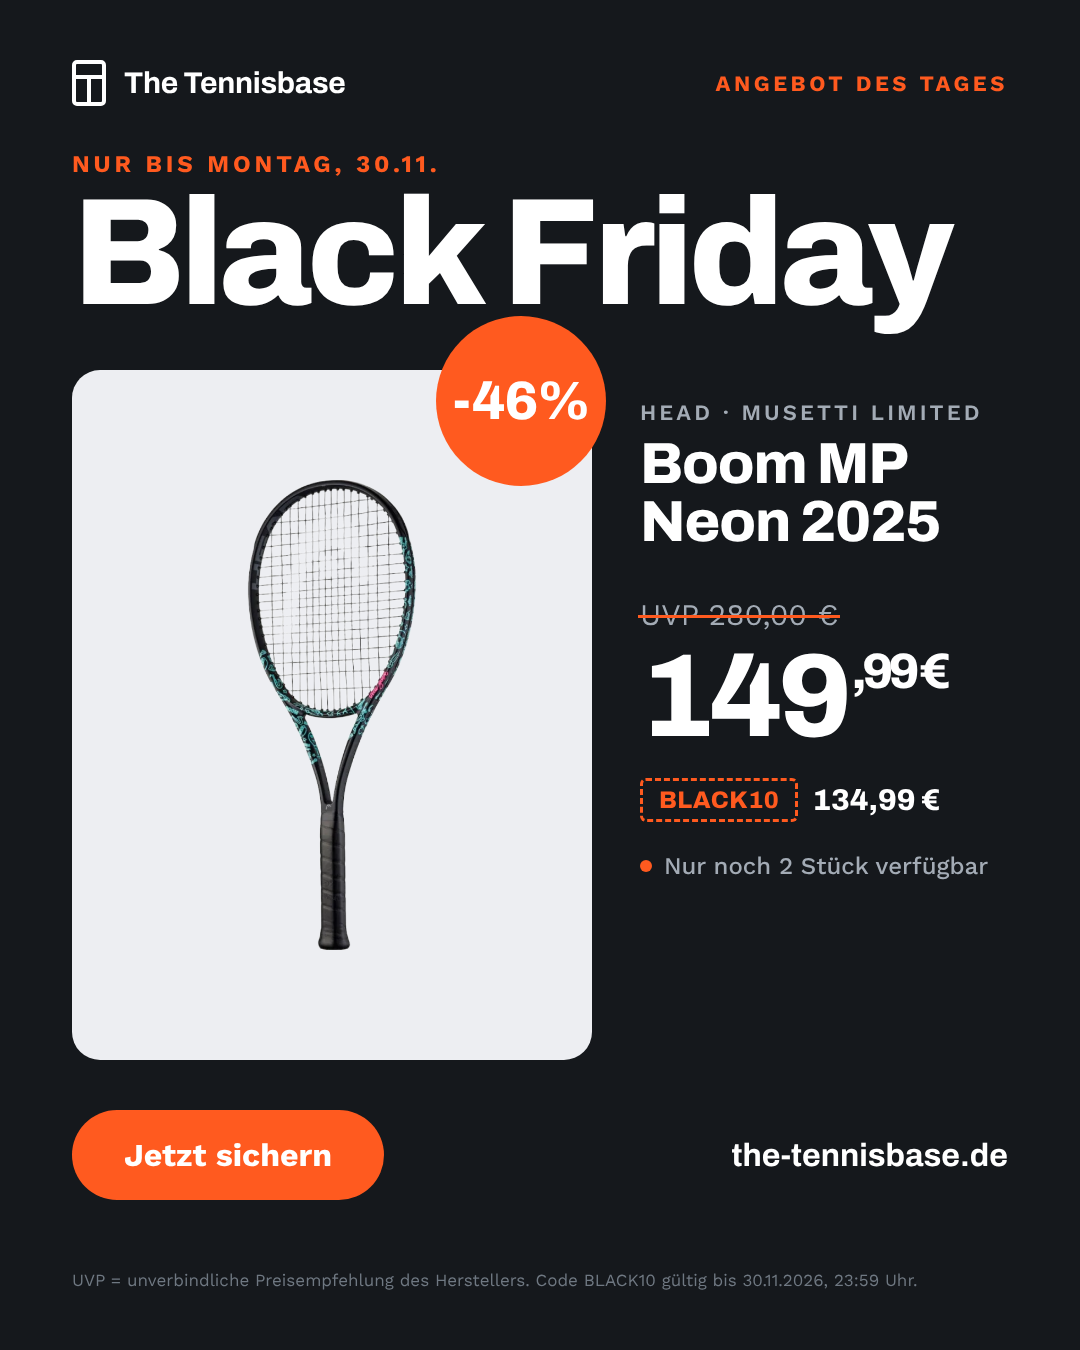 The Tennisbase
ANGEBOT DES TAGES
NUR BIS MONTAG, 30.11.
Black Friday
-46%
HEAD · MUSETTI LIMITED
Boom MP
Neon 2025
UVP 280,00 €
149,99€
BLACK10 134,99 €
Nur noch 2 Stück verfügbar
Jetzt sichern
the-tennisbase.de
UVP = unverbindliche Preisempfehlung des Herstellers. Code BLACK10 gültig bis 30.11.2026, 23:59 Uhr.